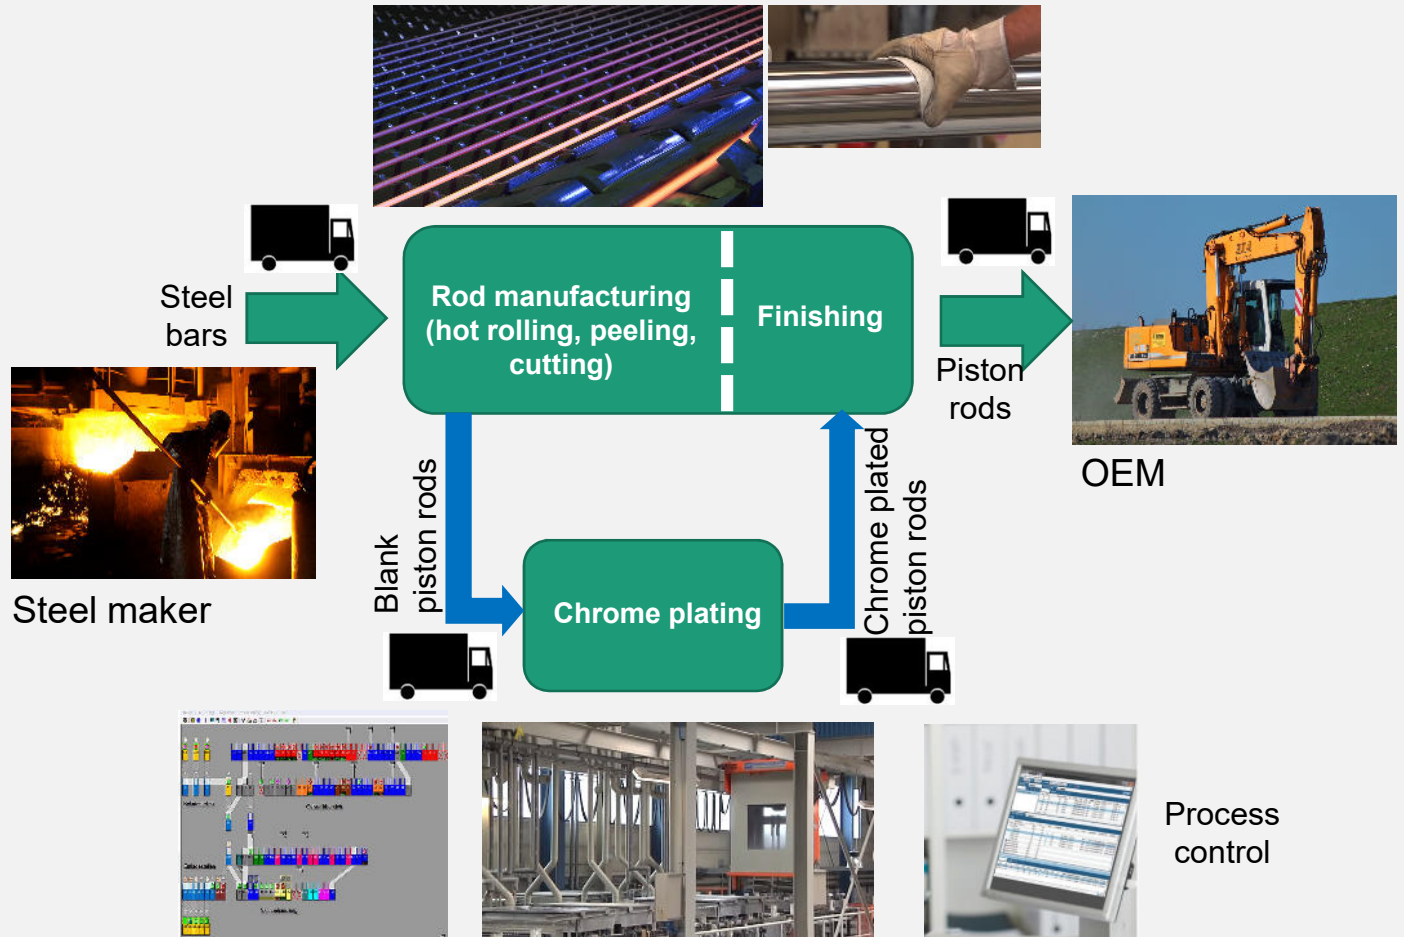 Steel
bars
Rod manufacturing
(hot rolling, peeling,
cutting)
Finishing
Piston
rods
OEM
Steel maker
Blank
piston rods
Chrome plating
Chrome plated
piston rods
Process
control